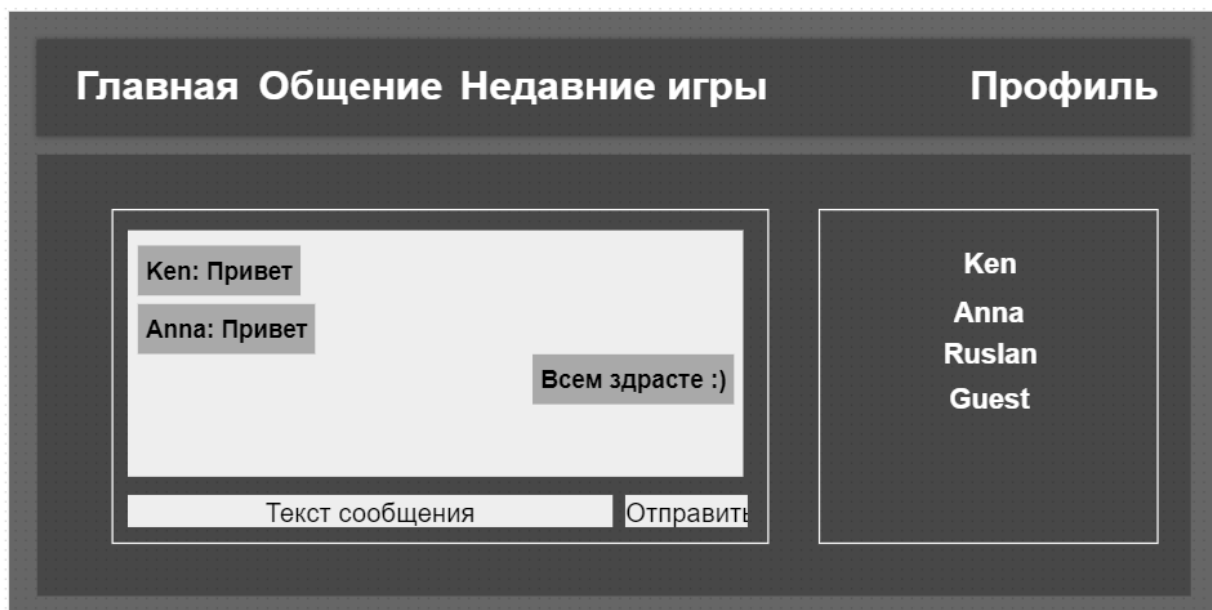 Главная Общение Недавние игры Профиль
Ken: Привет
Anna: Привет
Всем здрасте :)
Текст сообщения Отправить
Ken
Anna
Ruslan
Guest